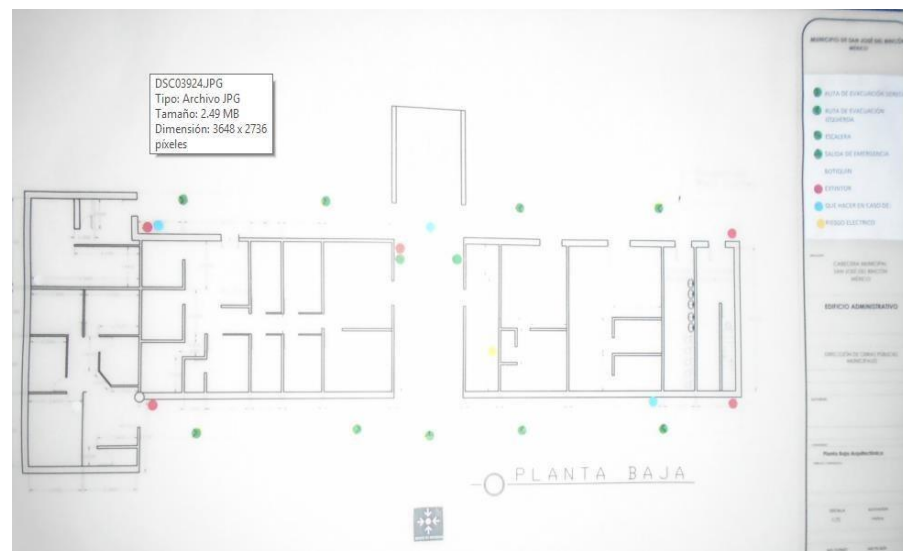 DSC03924.JPG
Tipo: Archivo JPG
Tamaño: 2.49 MB
Dimensión: 3648 x 2736
píxeles
MUNICIPIO DE SAN JOSÉ DEL RINCÓN
MÉXICO
RUTA DE EVACUACIÓN
RUTA DE EVACUACIÓN
IZQUIERDA
ESCALERA
SALIDA DE EMERGENCIA
BOTIQUIN
EXTINTOR
QUE HACER EN CASO DE:
RIESGO ELECTRICO
CABECERA MUNICIPAL
SAN JOSÉ DEL RINCÓN
MÉXICO
EDIFICIO ADMINISTRATIVO
DIRECCIÓN DE OBRAS PÚBLICAS
MUNICIPALES
Planta Baja Arquitectónica
PLANTA BAJA